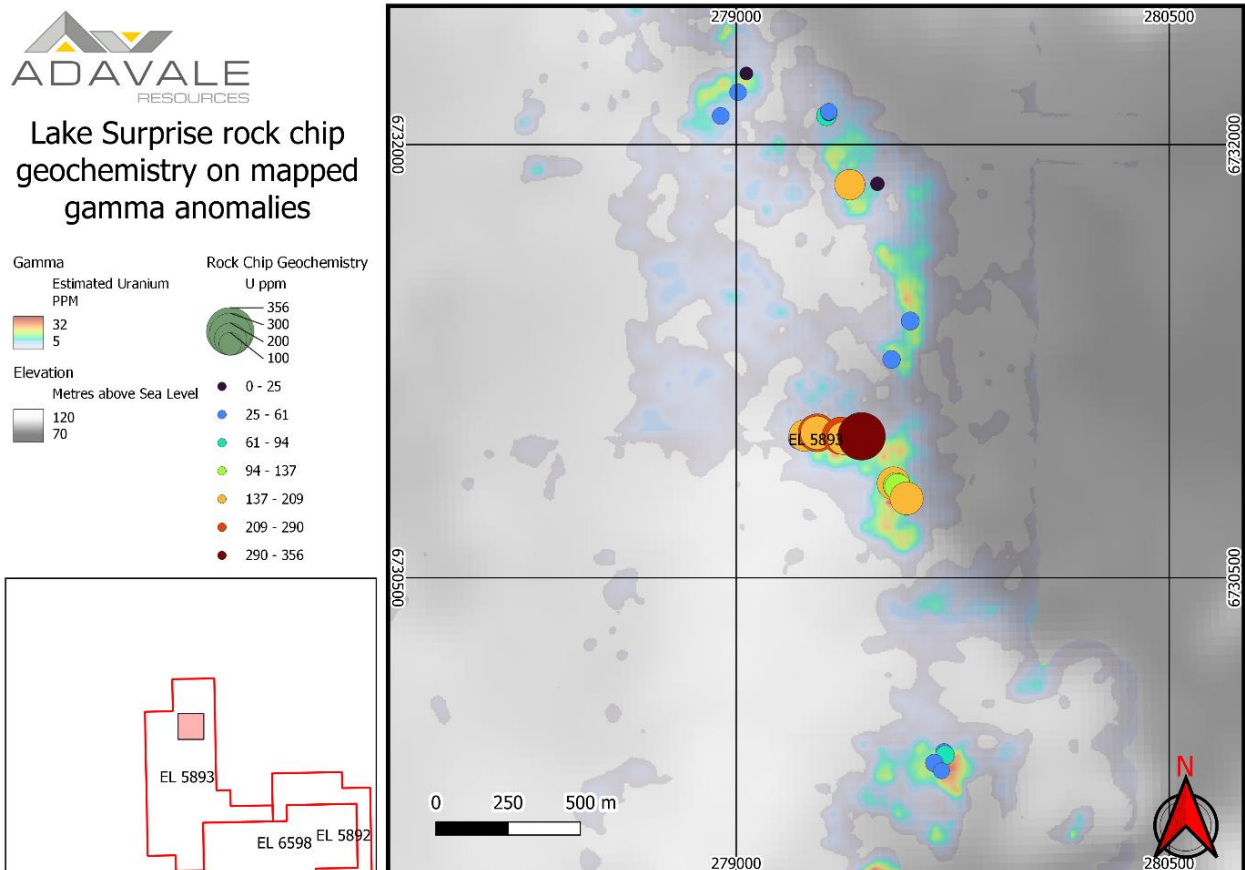 ADAVALE
RESOURCES
Lake Surprise rock chip
geochemistry on mapped
gamma anomalies
Gamma
Estimated Uranium
PPM
32
5
Elevation
Metres above Sea Level
120
70
Rock Chip Geochemistry
U ppm
356
300
200
100
0 - 25
25 - 61
61 - 94
94 - 137
137 - 209
209 - 290
290 - 356
EL 5893
EL 6598
EL 5892
279000
280500
6732000
6732000
EL 5893
6730500
6730500
0 250 500 m
N
279000
280500